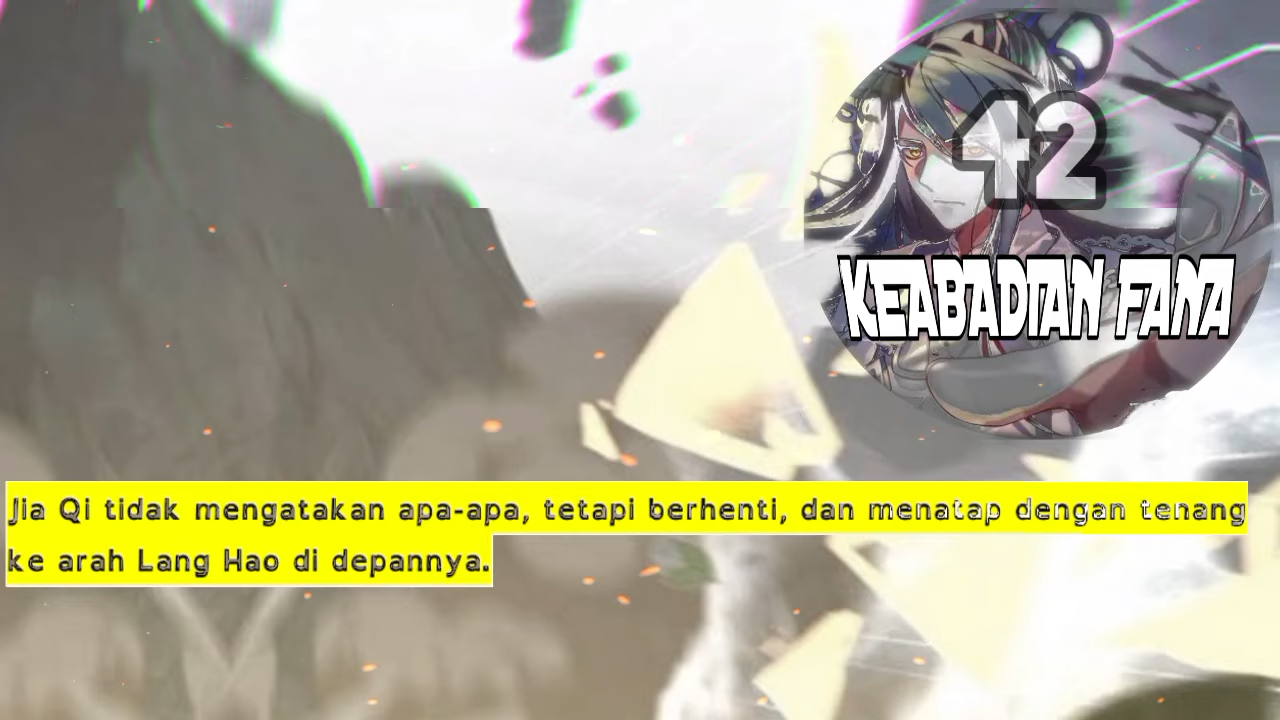 42
KEABADIAN FANA
Jia Qi tidak mengatakan apa-apa, tetapi berhenti, dan menatap dengan tenang
ke arah Lang Hao di depannya.